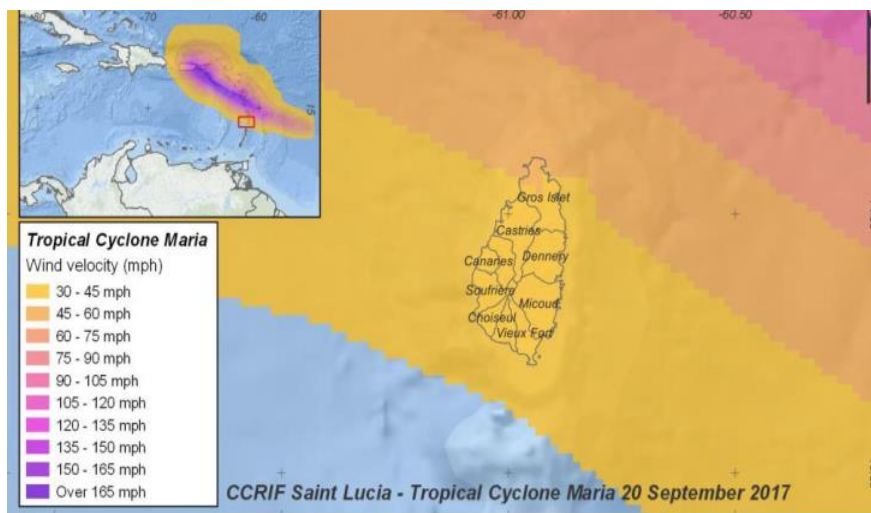 -70
-60
15
-61.00
-60.50
Gros Islet
Castries
Canaries
Dennery
Soufrière
Micoud
Choiseul
Vieux Fort
Tropical Cyclone Maria
Wind velocity (mph)
30 - 45 mph
45 - 60 mph
60 - 75 mph
75 - 90 mph
90 - 105 mph
105 - 120 mph
120 - 135 mph
135 - 150 mph
150 - 165 mph
Over 165 mph
CCRIF Saint Lucia - Tropical Cyclone Maria 20 September 2017